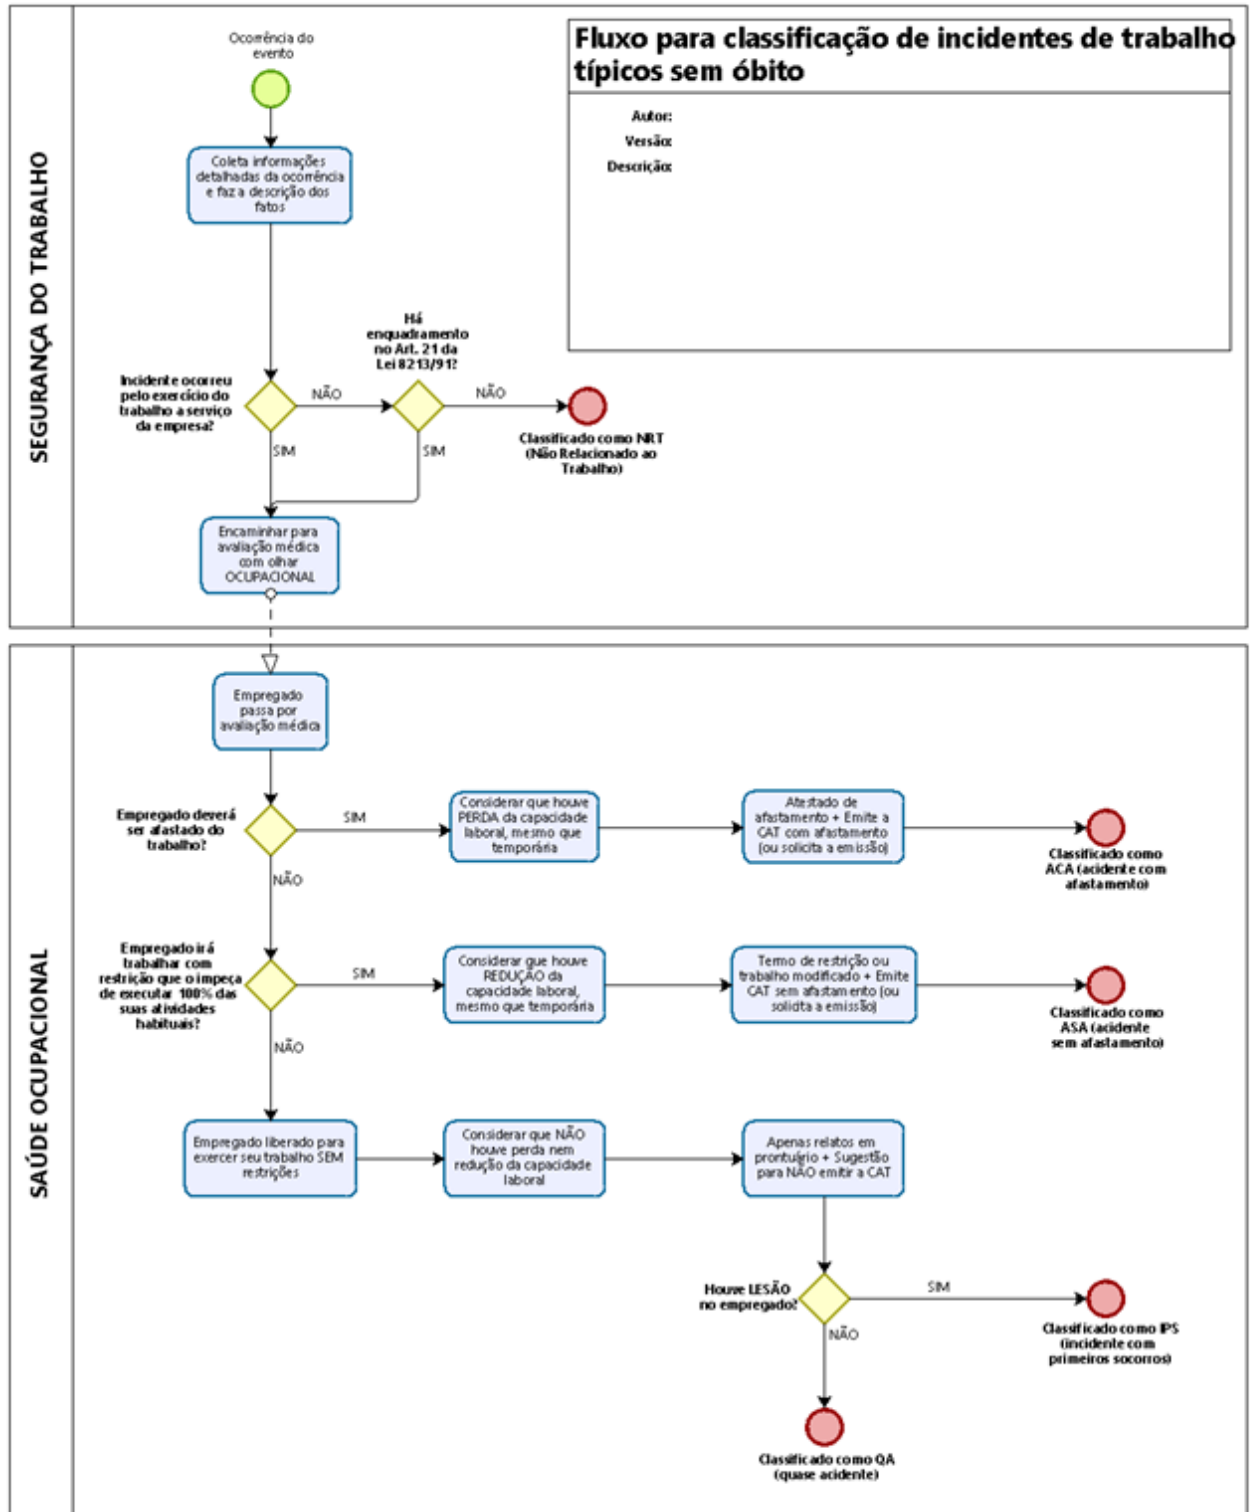 Fluxo para classificação de incidentes de trabalho
típicos sem óbito
Autor:
Versão:
Descrição:
SEGURANÇA DO TRABALHO
Ocorrência do
evento
Coleta informações
detalhadas da ocorrência
e faz a descrição dos
fatos
Incidente ocorreu
pelo exercício do
trabalho a serviço
da empresa?
NÃO
SIM
Há
enquadramento
no Art. 21 da
Lei 8213/91?
NÃO
SIM
Classificado como NRT
(Não Relacionado ao
Trabalho)
Encaminhar para
avaliação médica
com olhar
OCUPACIONAL
SAÚDE OCUPACIONAL
Empregado
passa por
avaliação médica
Empregado deverá
ser afastado do
trabalho?
SIM
NÃO
Considerar que houve
PERDA da capacidade
laboral, mesmo que
temporária
Atestado de
afastamento + Emite a
CAT com afastamento
(ou solicita a emissão)
Classificado como
ACA (acidente com
afastamento)
Empregado irá
trabalhar com
restrição que o impeça
de executar 100% das
suas atividades
habituais?
SIM
NÃO
Considerar que houve
REDUÇÃO da
capacidade laboral,
mesmo que temporária
Termo de restrição ou
trabalho modificado + Emite
CAT sem afastamento (ou
solicita a emissão)
Classificado como
ASA (acidente
sem afastamento)
Empregado liberado para
exercer seu trabalho SEM
restrições
Considerar que NÃO
houve perda nem
redução da capacidade
laboral
Apenas relatos em
prontuário + Sugestão
para NÃO emitir a CAT
Houve LESÃO
no empregado?
SIM
NÃO
Classificado como IPS
(incidente com
primeiros socorros)
Classificado como QA
(quase acidente)